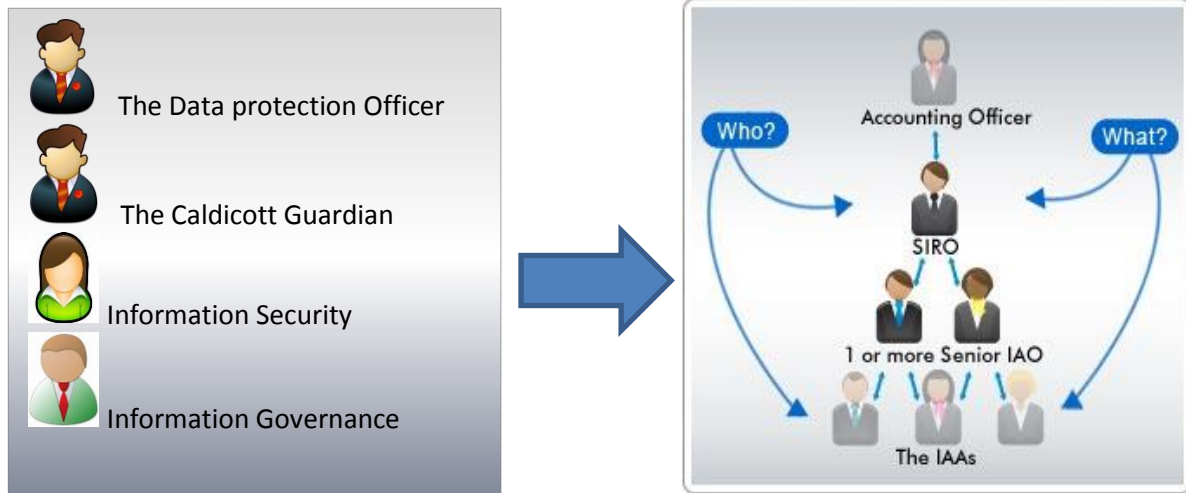 The Data protection Officer
The Caldicott Guardian
Information Security
Information Governance
Accounting Officer
Who?
What?
SIRO
1 or more Senior IAO
The IAAs